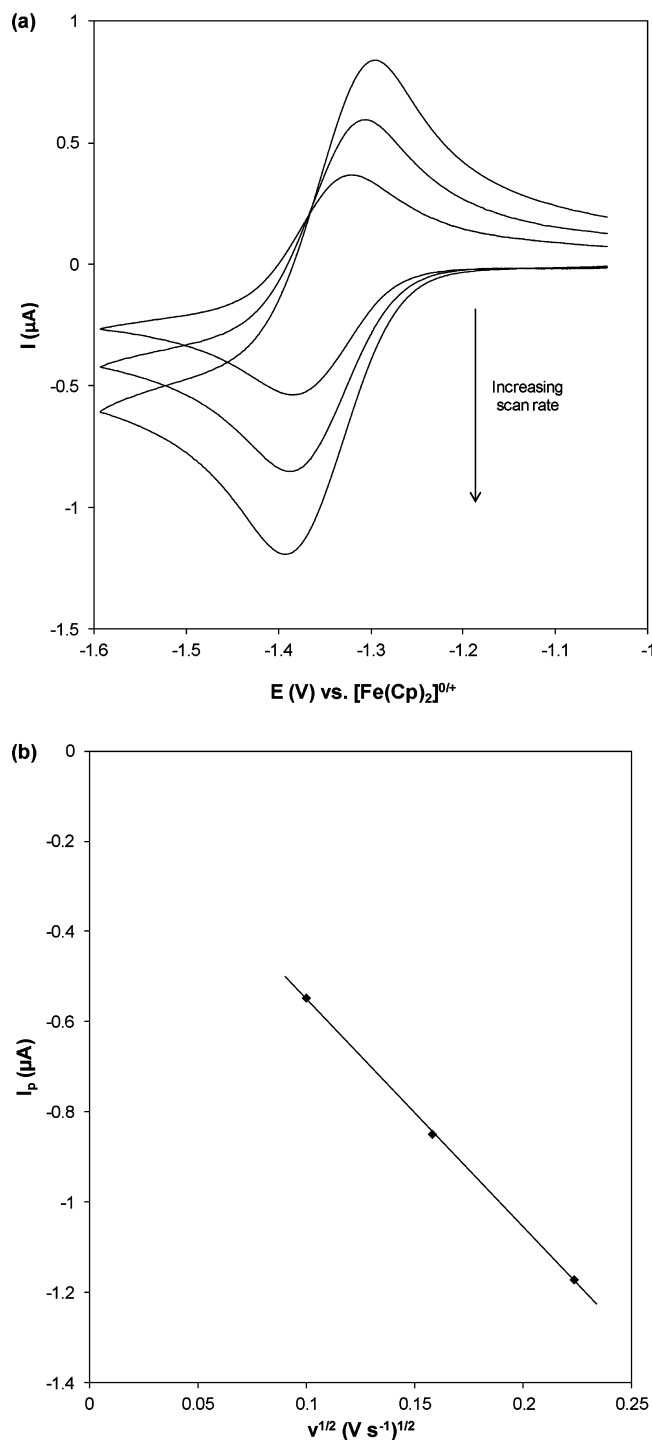 (a)
1
0.5
0
-0.5
-1
-1.5
I (µA)
Increasing
scan rate
-1.6 -1.5 -1.4 -1.3 -1.2 -1.1 -1
E (V) vs. [Fe(Cp)₂]⁰/⁺
(b)
0
-0.2
-0.4
-0.6
-0.8
-1
-1.2
-1.4
Iₚ (µA)
0 0.05 0.1 0.15 0.2 0.25
v¹/² (V s⁻¹)¹/²